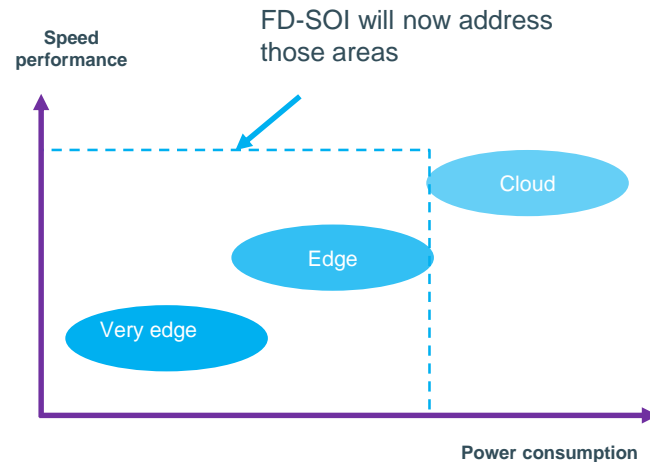 Speed
performance
FD-SOI will now address
those areas
Cloud
Edge
Very edge
Power consumption